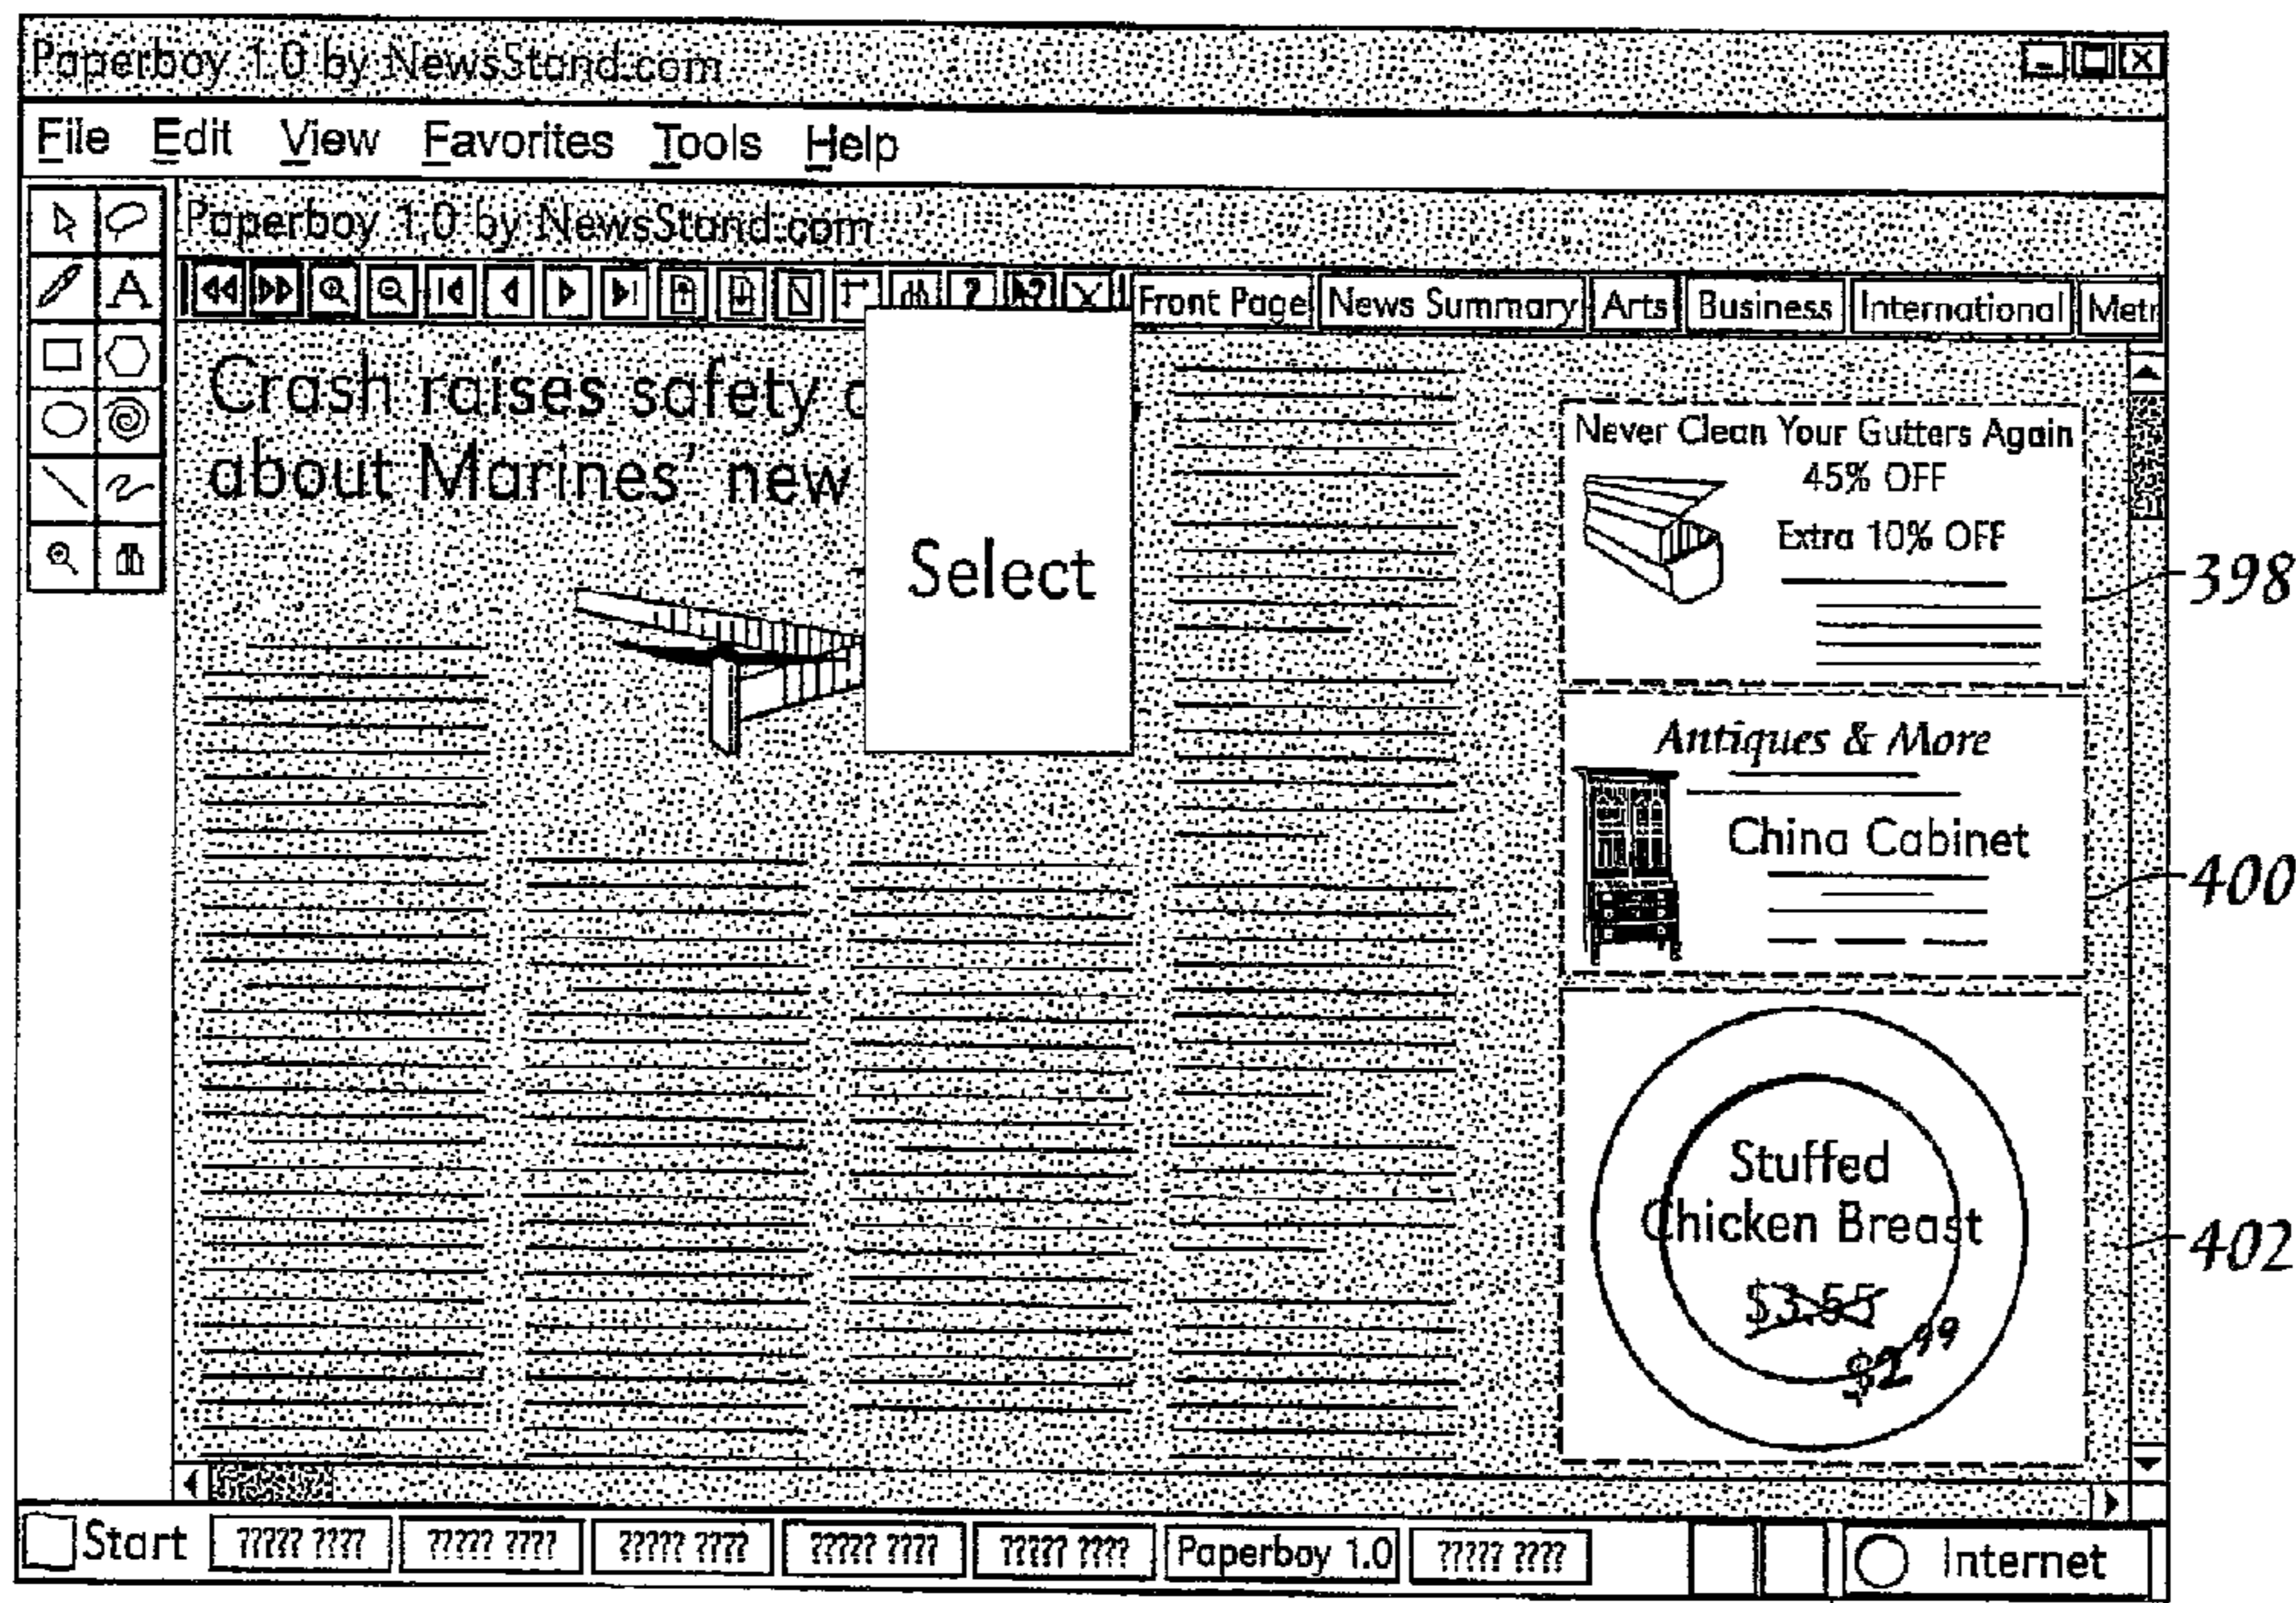 Paperboy 1.0 by NewsStand.com
File Edit View Favorites Tools Help
Paperboy 1.0 by NewsStand.com
Front Page News Summary Arts Business International Metr
Crash raises safety
about Marines' new
Select
Never Clean Your Gutters Again
45% OFF
Extra 10% OFF
398
Antiques & More
China Cabinet
400
Stuffed
Chicken Breast
$3.55
$2.99
402
Start ????? ???? ????? ???? ????? ???? ????? ???? ????? ???? Paperboy 1.0 ????? ???? Internet